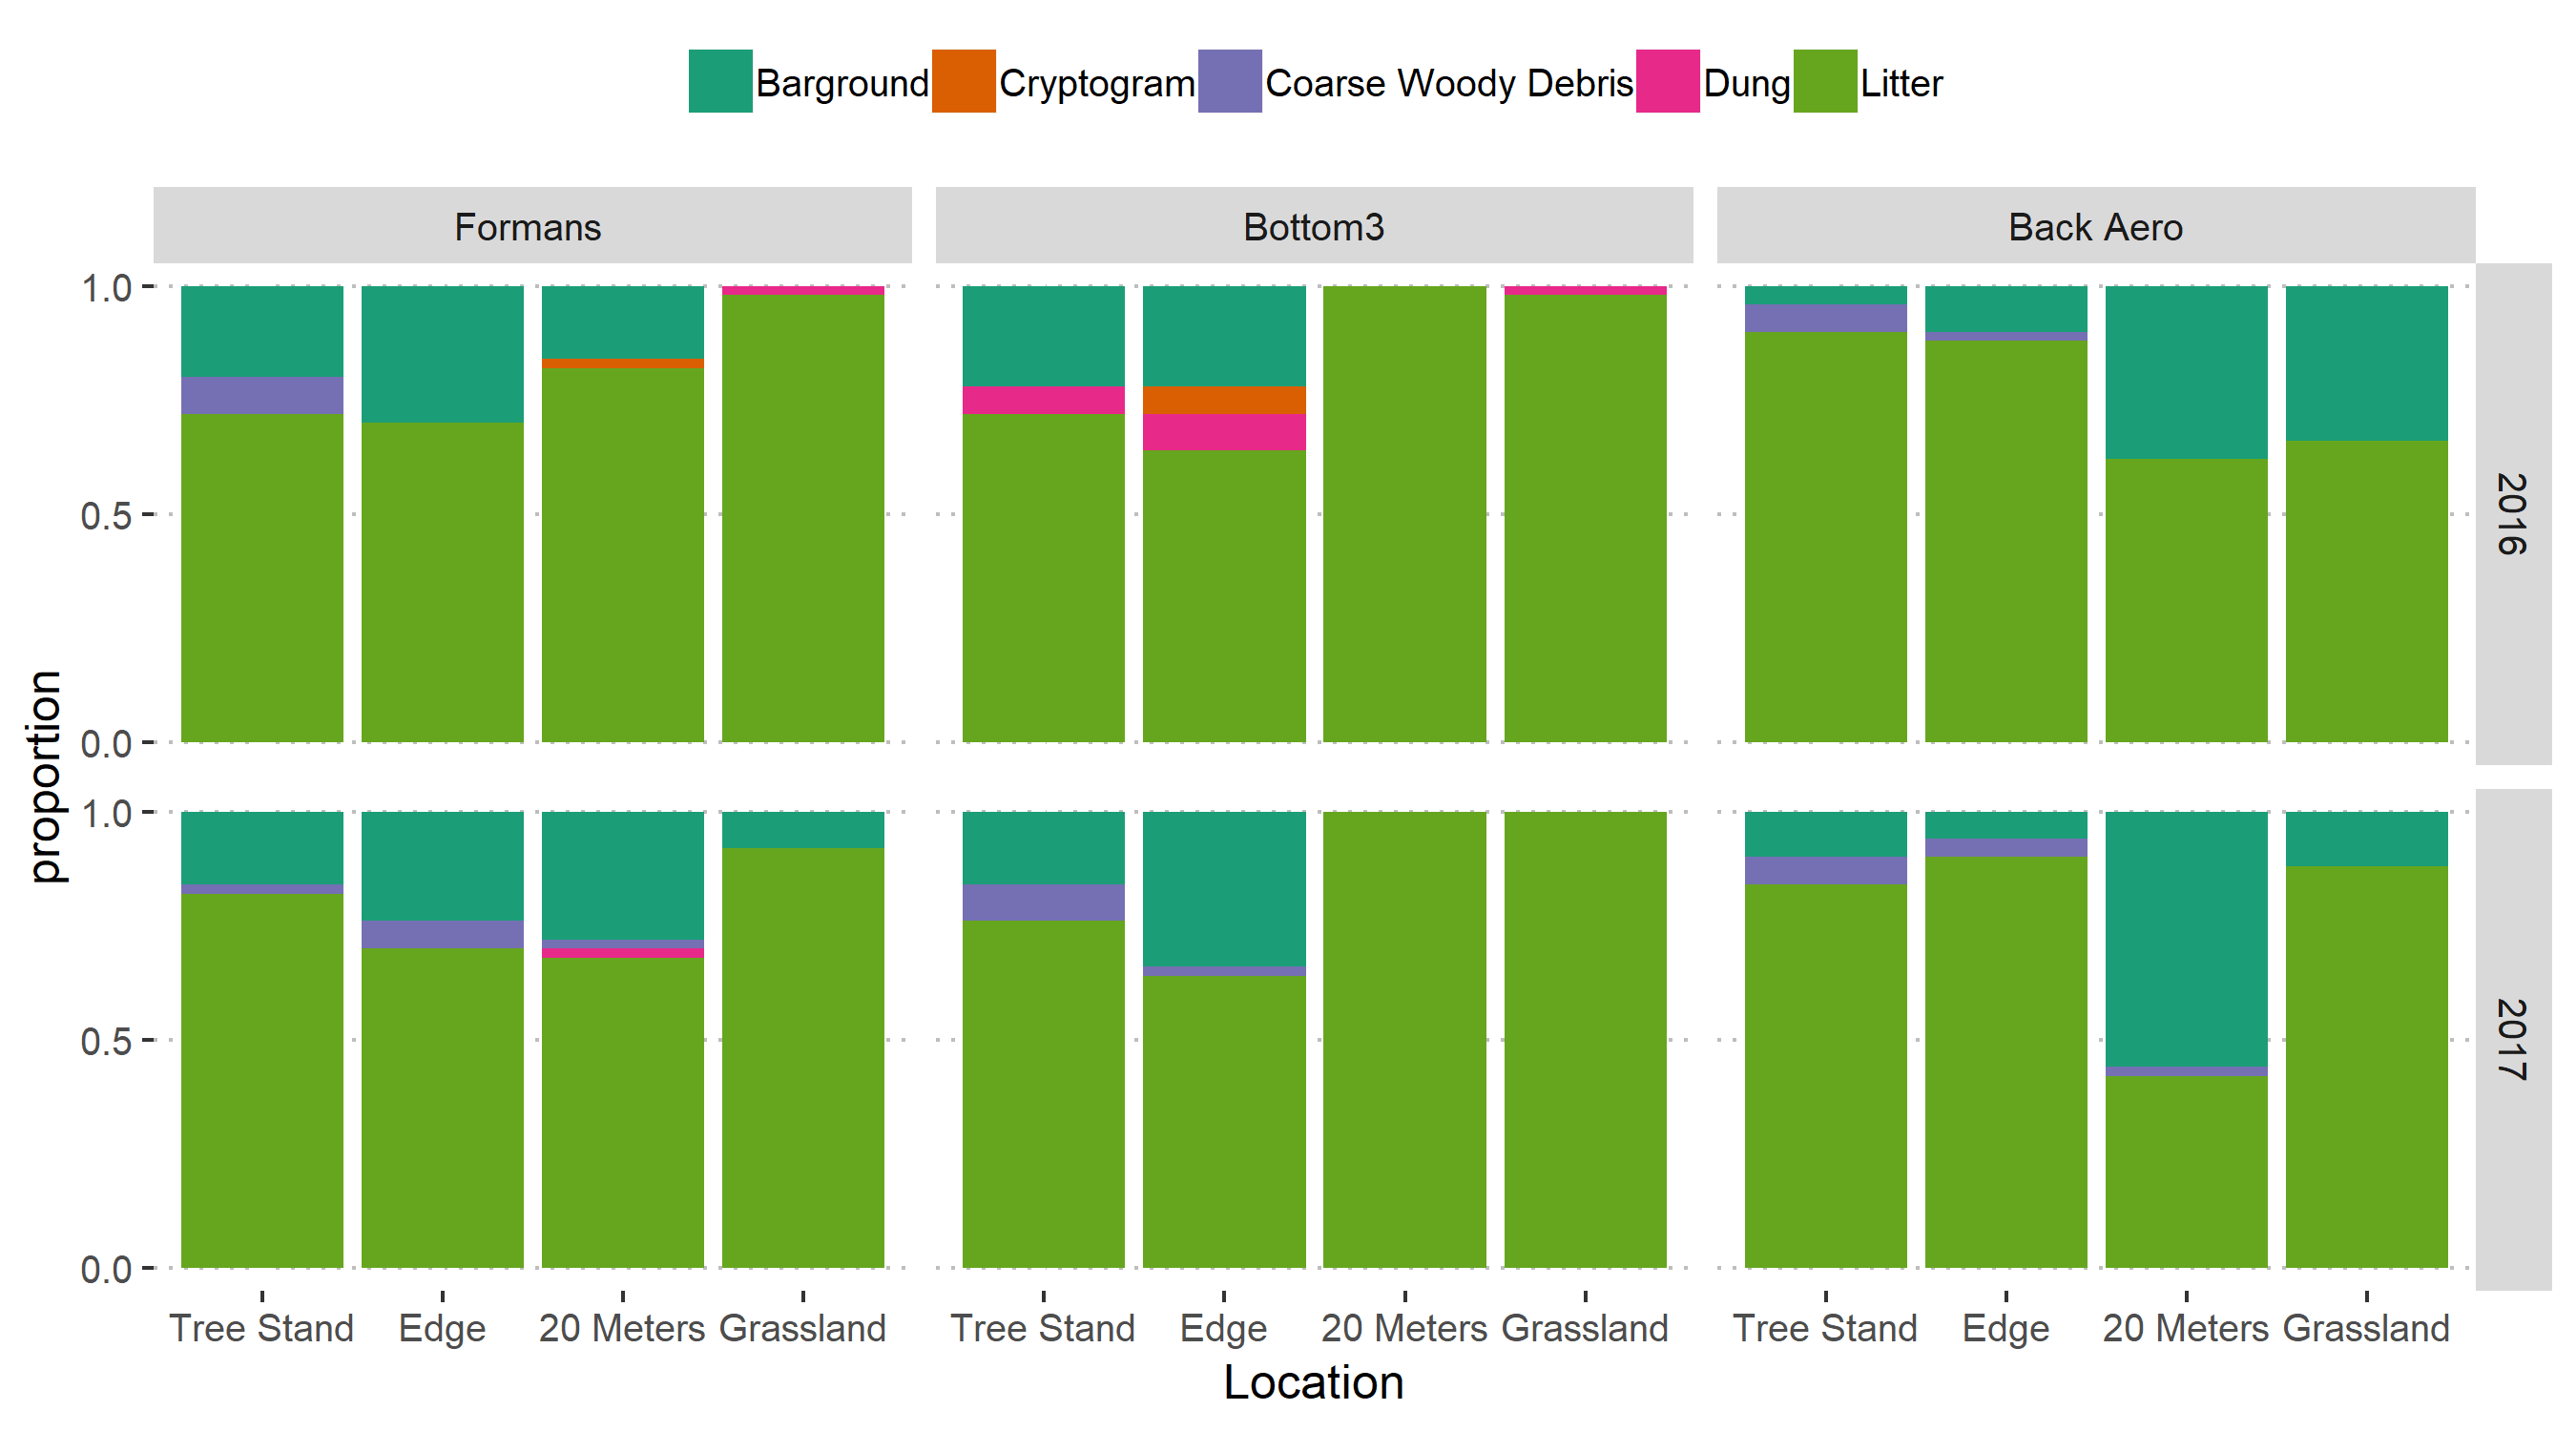 Barground Cryptogram Coarse Woody Debris Dung Litter
Formans Bottom3 Back Aero
1.0
0.5
0.0
2016
proportion
1.0
0.5
0.0
2017
Tree Stand Edge 20 Meters Grassland Tree Stand Edge 20 Meters Grassland Tree Stand Edge 20 Meters Grassland
Location